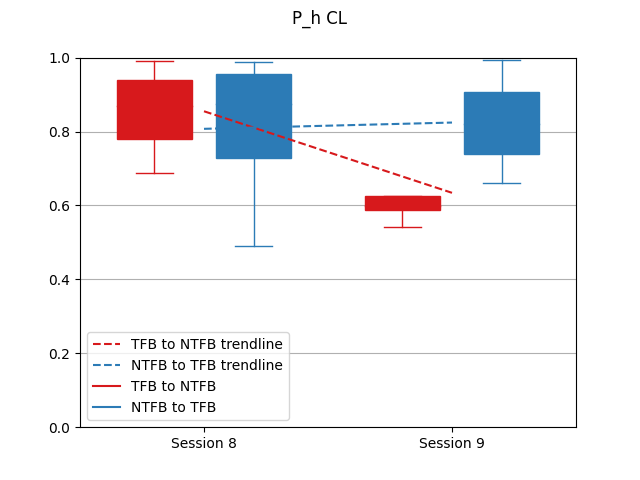 P_h CL
1.0
0.8
0.6
0.4
0.2
0.0
TFB to NTFB trendline
NTFB to TFB trendline
TFB to NTFB
NTFB to TFB
Session 8
Session 9